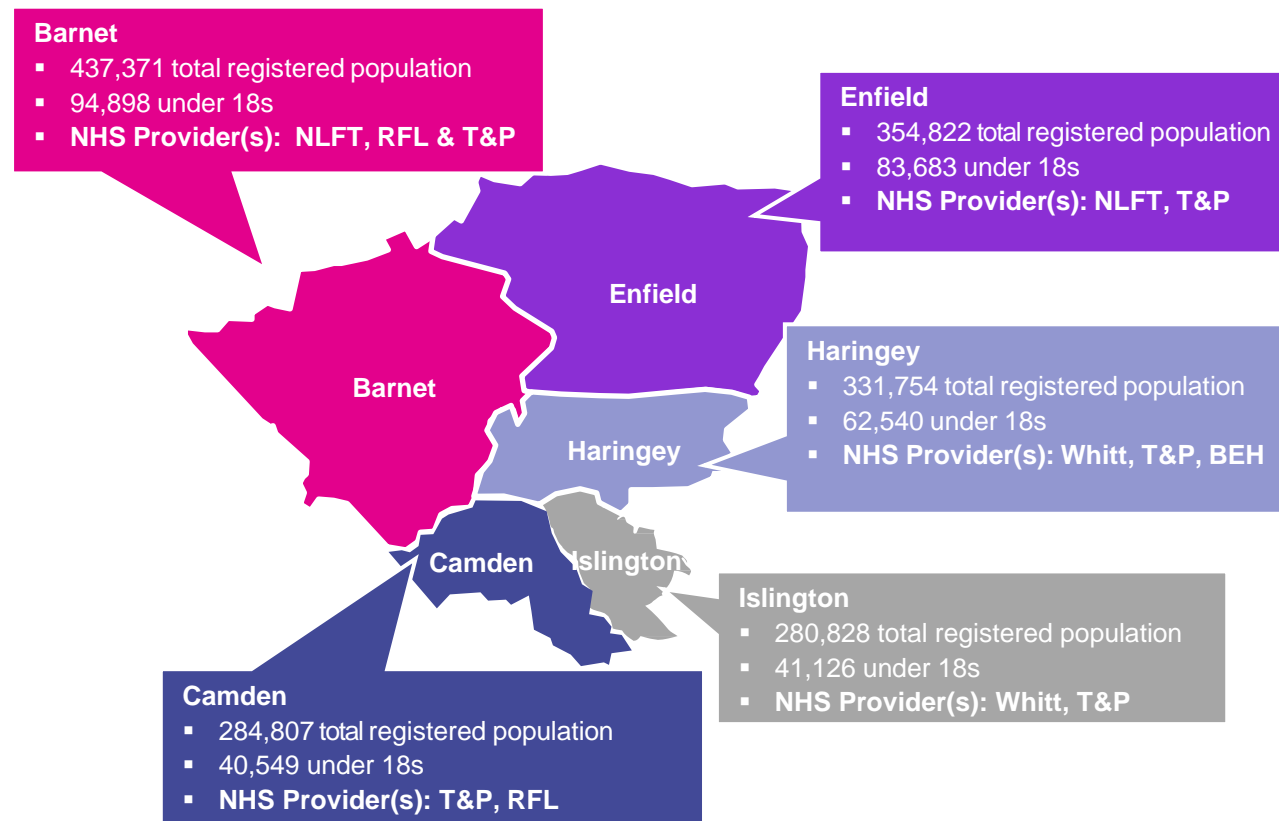 Barnet
▪ 437,371 total registered population
▪ 94,898 under 18s
▪ NHS Provider(s): NLFT, RFL & T&P
Enfield
▪ 354,822 total registered population
▪ 83,683 under 18s
▪ NHS Provider(s): NLFT, T&P
Enfield
Haringey
▪ 331,754 total registered population
▪ 62,540 under 18s
▪ NHS Provider(s): Whitt, T&P, BEH
Barnet
Haringey
Camden
Islington
Islington
▪ 280,828 total registered population
▪ 41,126 under 18s
▪ NHS Provider(s): Whitt, T&P
Camden
▪ 284,807 total registered population
▪ 40,549 under 18s
▪ NHS Provider(s): T&P, RFL